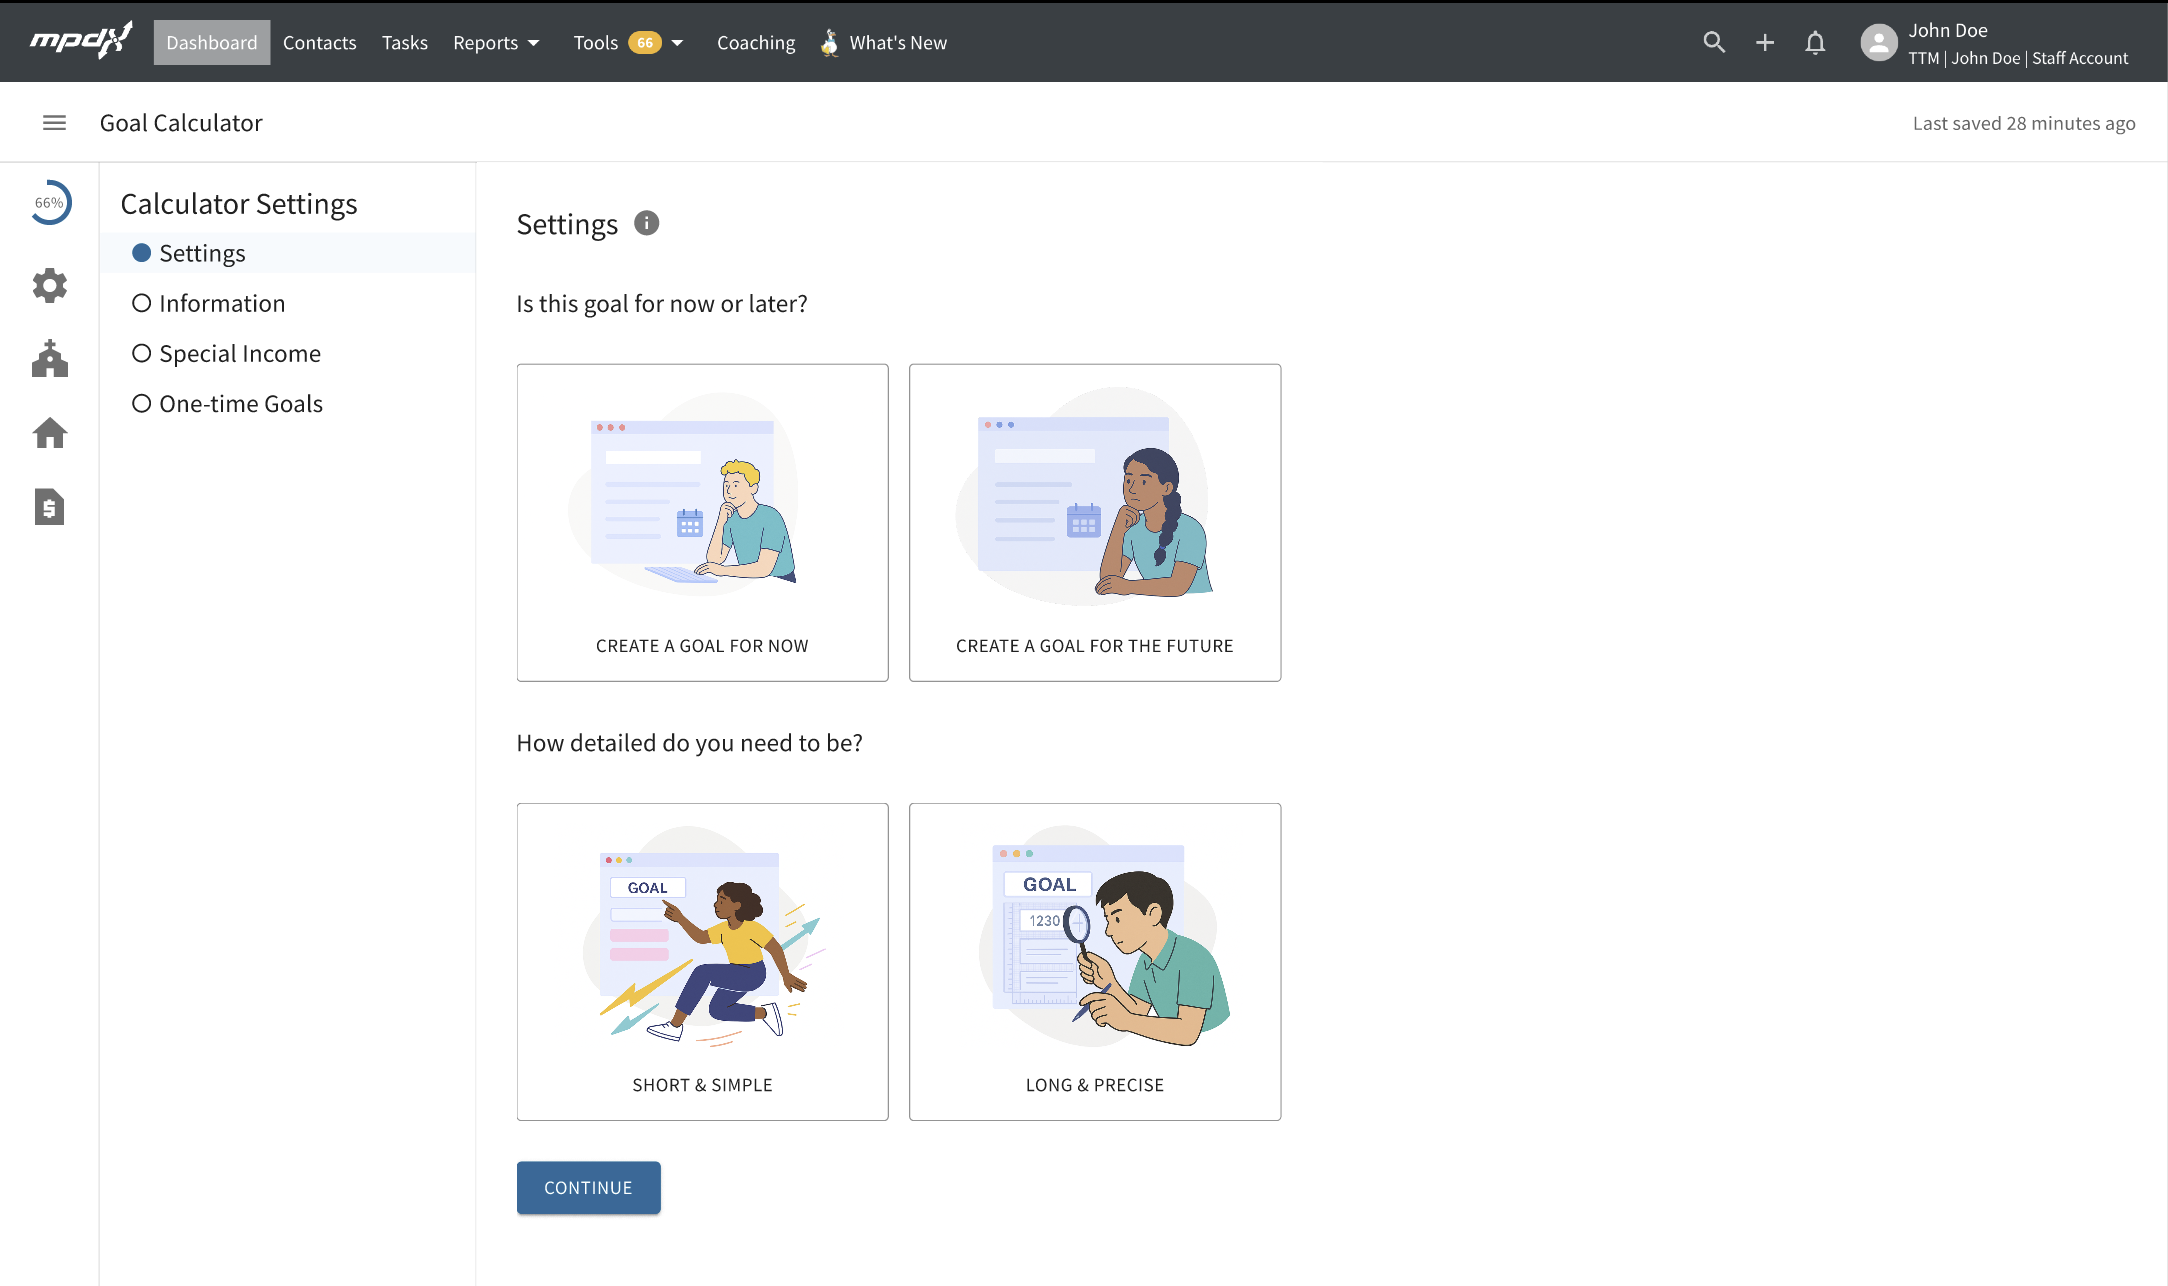 mpdx
Dashboard
Contacts
Tasks
Reports
Tools 66
Coaching
What's New
John Doe
TTM | John Doe | Staff Account
Goal Calculator
Last saved 28 minutes ago
66%
Calculator Settings
Settings
Information
Special Income
One-time Goals
Settings
Is this goal for now or later?
CREATE A GOAL FOR NOW
CREATE A GOAL FOR THE FUTURE
How detailed do you need to be?
GOAL
SHORT & SIMPLE
GOAL
1230
LONG & PRECISE
CONTINUE